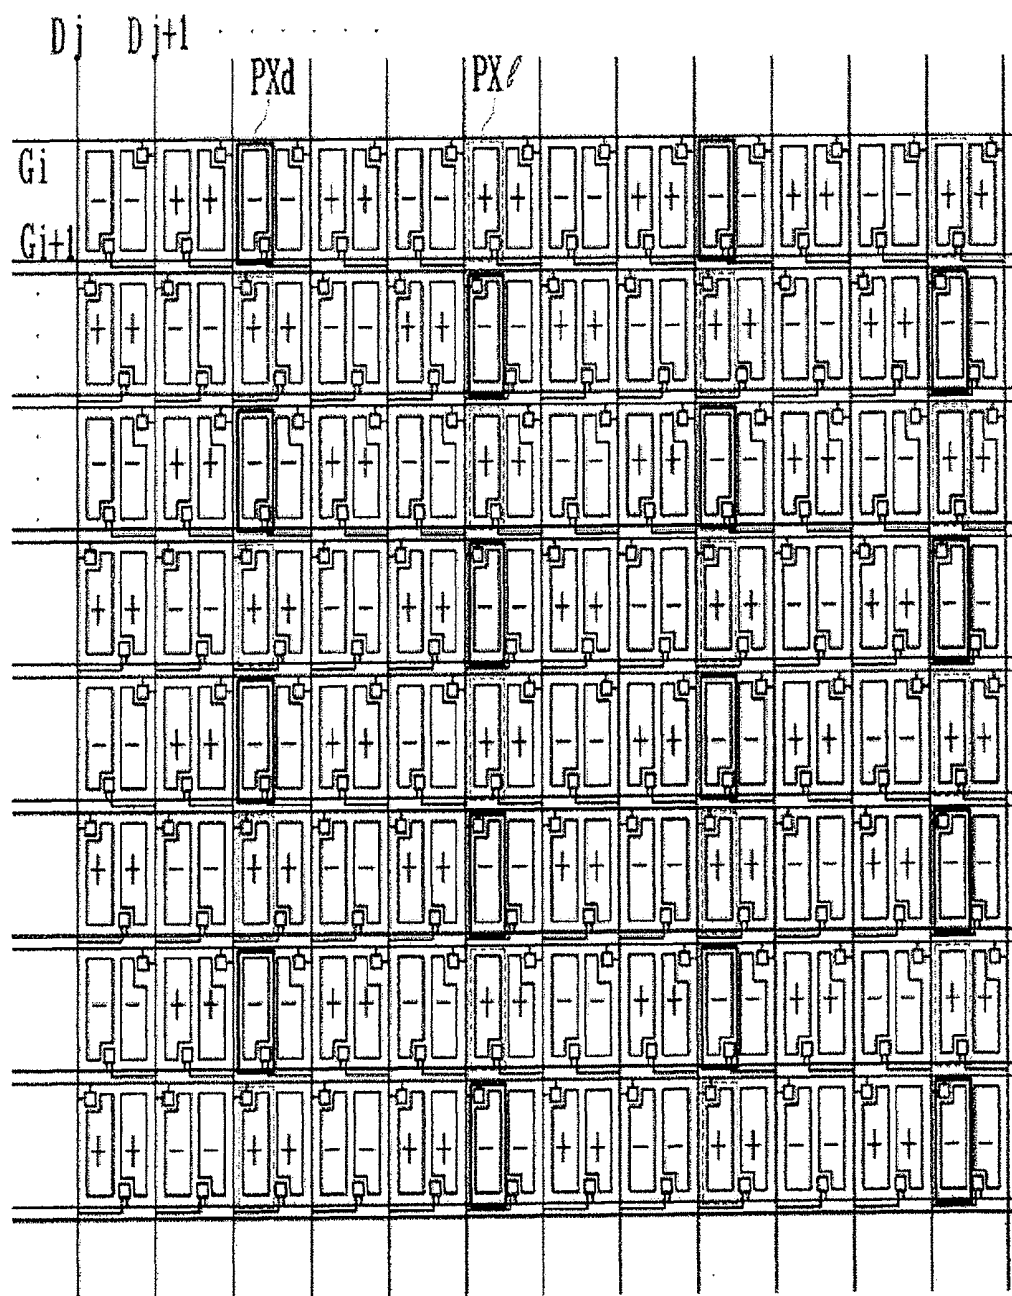 Dj Dj+1 . . . . . .
PXd PXℓ
Gi
- - + + - - + + - - + + - - + + - - + + - - + +
Gi+1
+ + - - + + - - + + - - + + - - + + - - + + - -
- - + + - - + + - - + + - - + + - - + + - - + +
+ + - - + + - - + + - - + + - - + + - - + + - -
- - + + - - + + - - + + - - + + - - + + - - + +
+ + - - + + - - + + - - + + - - + + - - + + - -
- - + + - - + + - - + + - - + + - - + + - - + +
+ + - - + + - - + + - - + + - - + + - - + + - -